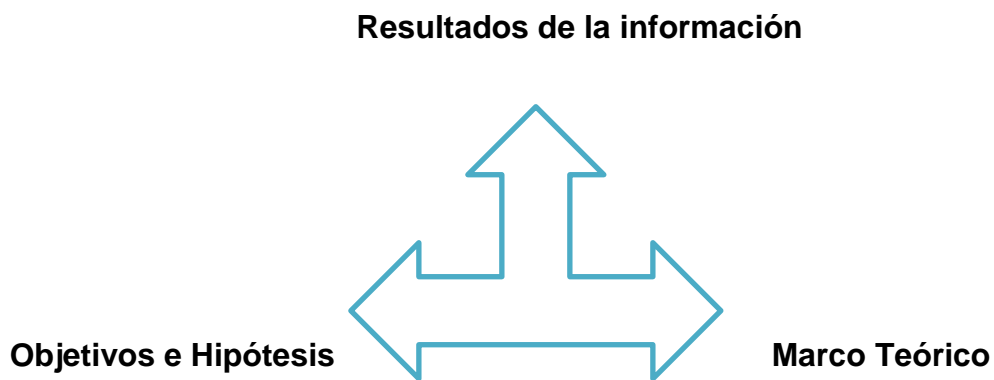 Resultados de la información
Objetivos e Hipótesis
Marco Teórico